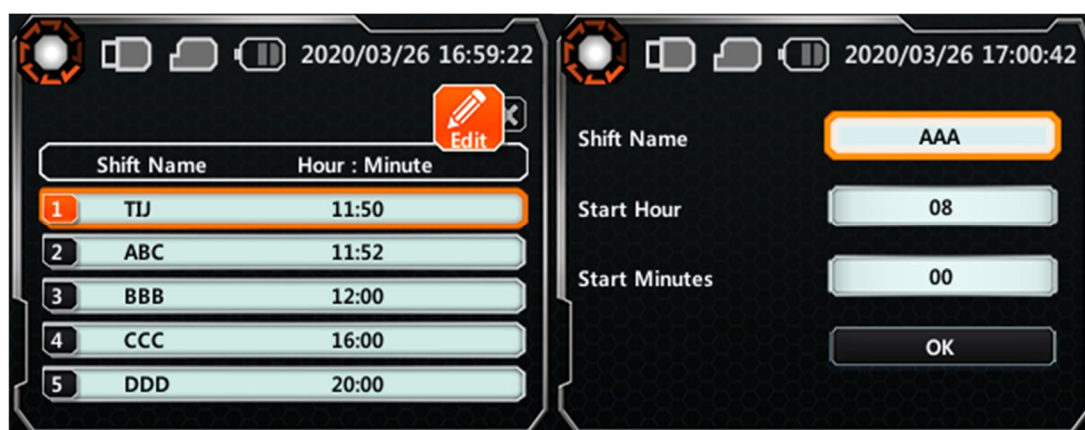 2020/03/26 16:59:22
Edit
Shift Name Hour : Minute
1 TIJ 11:50
2 ABC 11:52
3 BBB 12:00
4 CCC 16:00
5 DDD 20:00
2020/03/26 17:00:42
Shift Name AAA
Start Hour 08
Start Minutes 00
OK